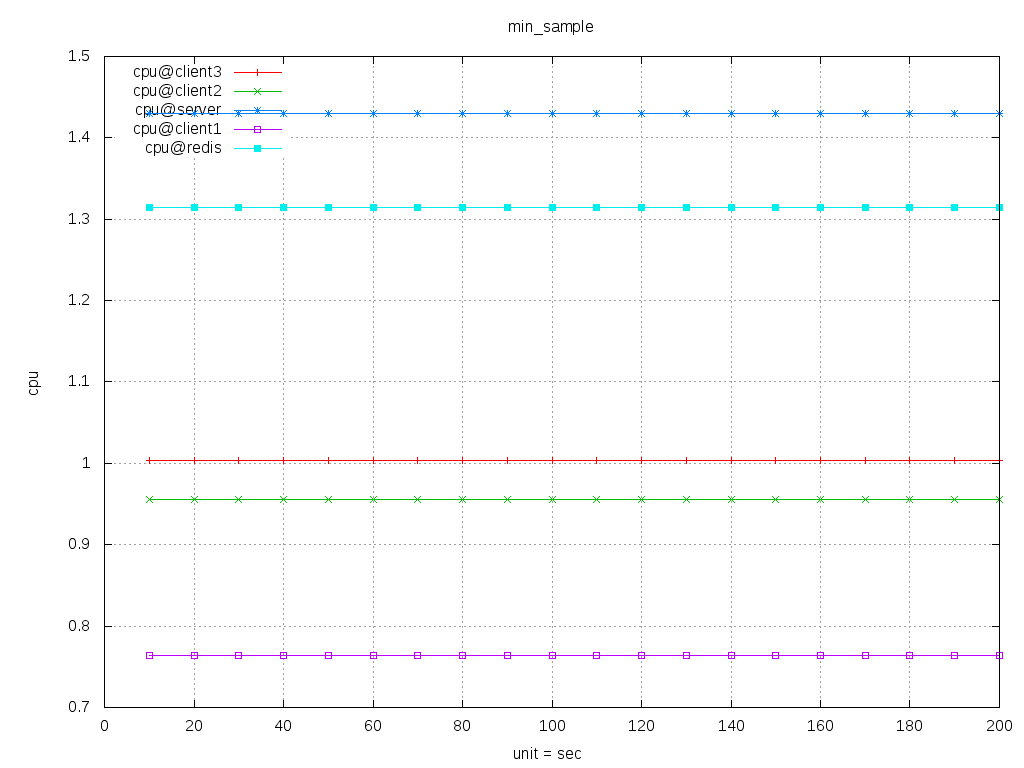 min_sample
1.5
1.4
1.3
1.2
1.1
1
0.9
0.8
0.7
cpu
cpu@client3
cpu@client2
cpu@server
cpu@client1
cpu@redis
0 20 40 60 80 100 120 140 160 180 200
unit = sec